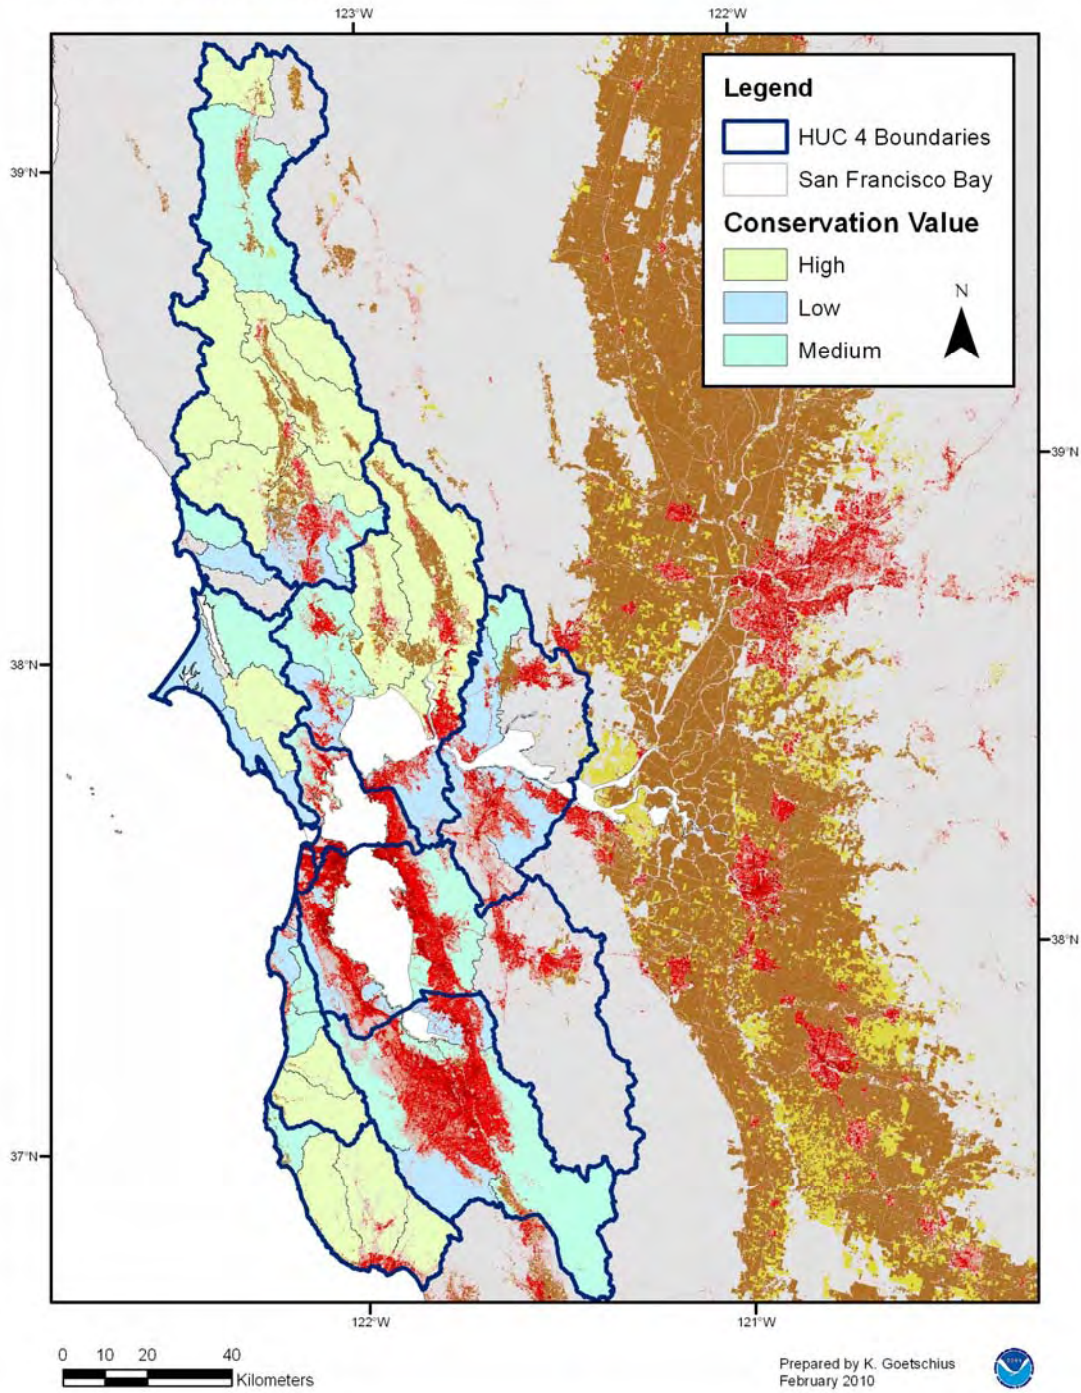 123°W
122°W
39°N
39°N
38°N
38°N
37°N
122°W
121°W
Legend
HUC 4 Boundaries
San Francisco Bay
Conservation Value
High
Low
Medium
N
0 10 20 40
Kilometers
Prepared by K. Goetschius
February 2010